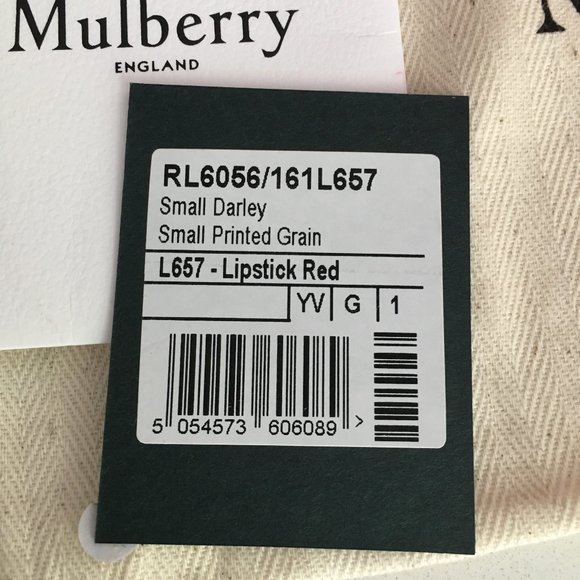 Mulberry
ENGLAND
RL6056/161L657
Small Darley
Small Printed Grain
L657 - Lipstick Red
YV G 1
5 054573 606089 >